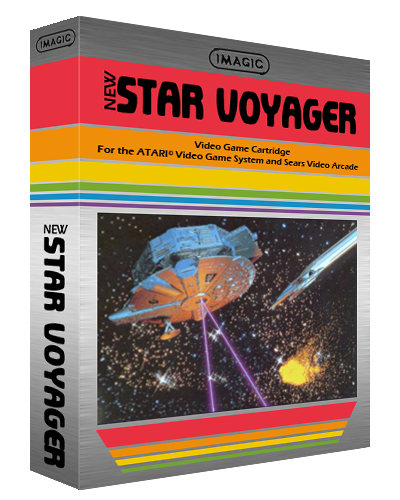 IMAGIC
IMAGIC
NEW
STAR VOYAGER
Video Game Cartridge
For the ATARI® Video Game System and Sears Video Arcade
NEW
STAR VOYAGER